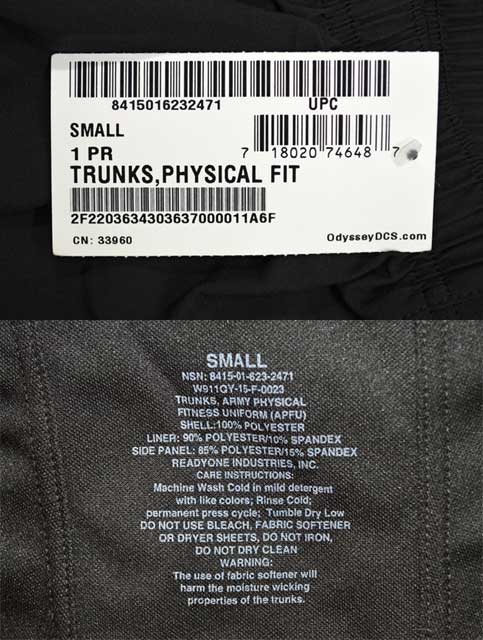 8415016232471
UPC
SMALL
1 PR
7 18020 74648 7
TRUNKS,PHYSICAL FIT
2F2203634303637000011A6F
CN: 33960
OdysseyDCS.com
SMALL
NSN: 8415-01-623-2471
W911QY-15-F-0023
TRUNKS, ARMY PHYSICAL
FITNESS UNIFORM (APFU)
SHELL:100% POLYESTER
LINER: 90% POLYESTER/10% SPANDEX
SIDE PANEL: 85% POLYESTER/15% SPANDEX
READYONE INDUSTRIES, INC.
CARE INSTRUCTIONS:
Machine Wash Cold in mild detergent
with like colors; Rinse Cold;
permanent press cycle; Tumble Dry Low
DO NOT USE BLEACH, FABRIC SOFTENER
OR DRYER SHEETS, DO NOT IRON,
DO NOT DRY CLEAN
WARNING:
The use of fabric softener will
harm the moisture wicking
properties of the trunks.